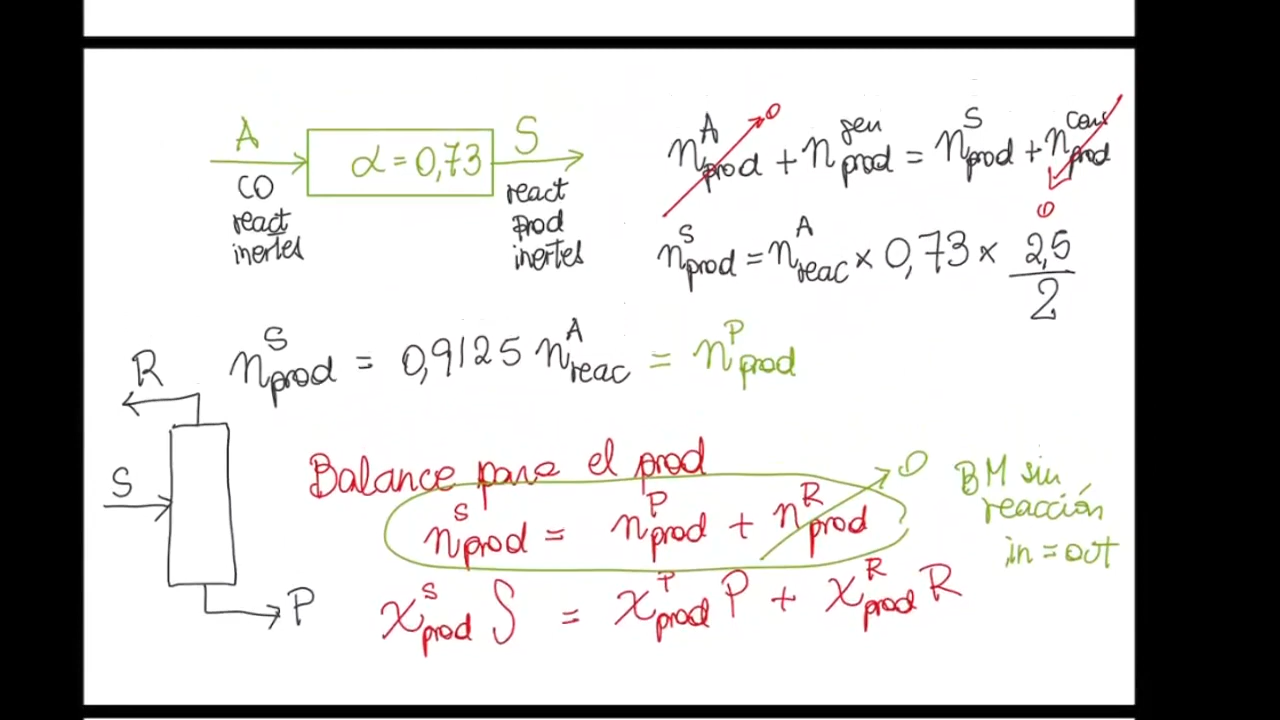 A
α = 0,73
S
CO
react
inertes
react
prod
inertes
n^A_prod + n^gen_prod = n^S_prod + n^cons_prod
0
0
n^S_prod = n^A_reac × 0,73 × 2,5/2
n^S_prod = 0,9125 n^A_reac = n^P_prod
R
S
P
Balance para el prod
n^S_prod = n^P_prod + n^R_prod
0
BM sin
reacción
in = out
x^S_prod S = x^P_prod P + x^R_prod R